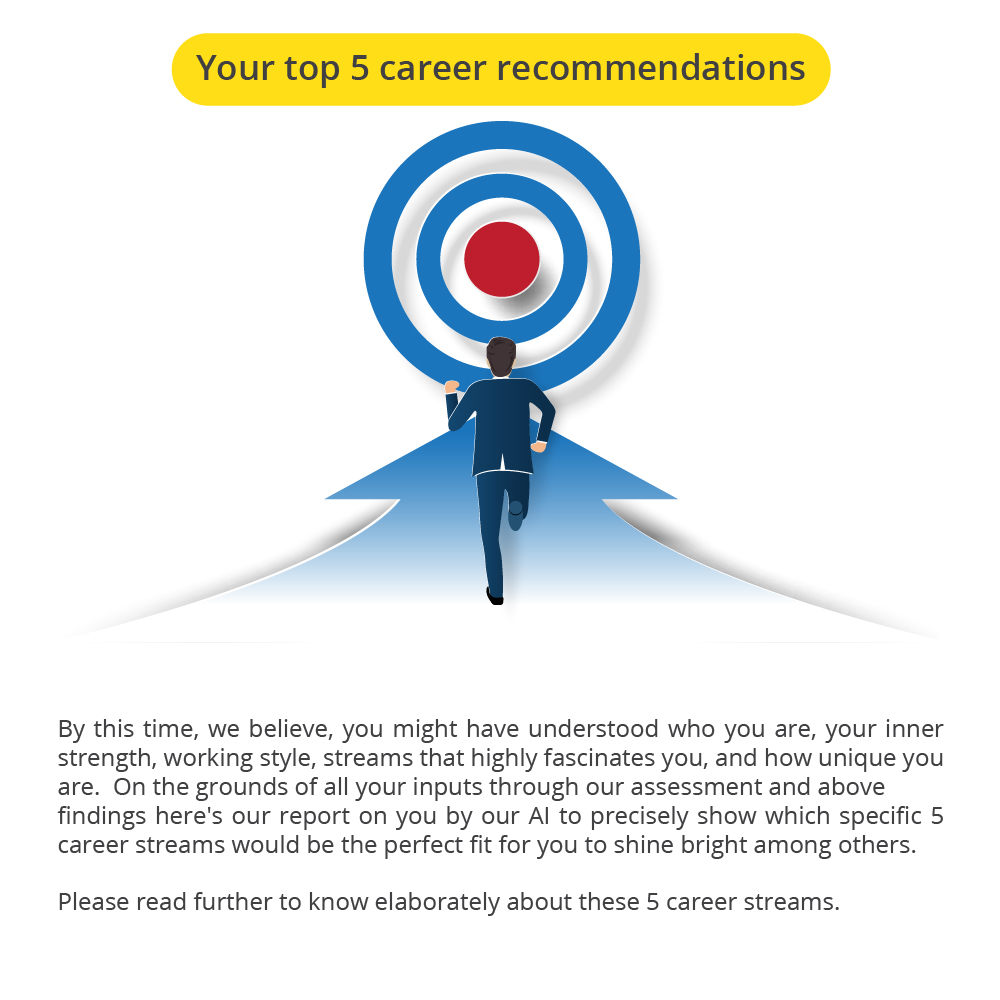 Your top 5 career recommendations
By this time, we believe, you might have understood who you are, your inner
strength, working style, streams that highly fascinates you, and how unique you
are.  On the grounds of all your inputs through our assessment and above
findings here's our report on you by our AI to precisely show which specific 5
career streams would be the perfect fit for you to shine bright among others.
Please read further to know elaborately about these 5 career streams.